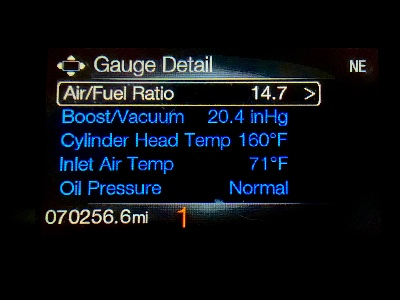 Gauge Detail NE
Air/Fuel Ratio 14.7 >
Boost/Vacuum 20.4 inHg
Cylinder Head Temp 160°F
Inlet Air Temp 71°F
Oil Pressure Normal
070256.6mi 1